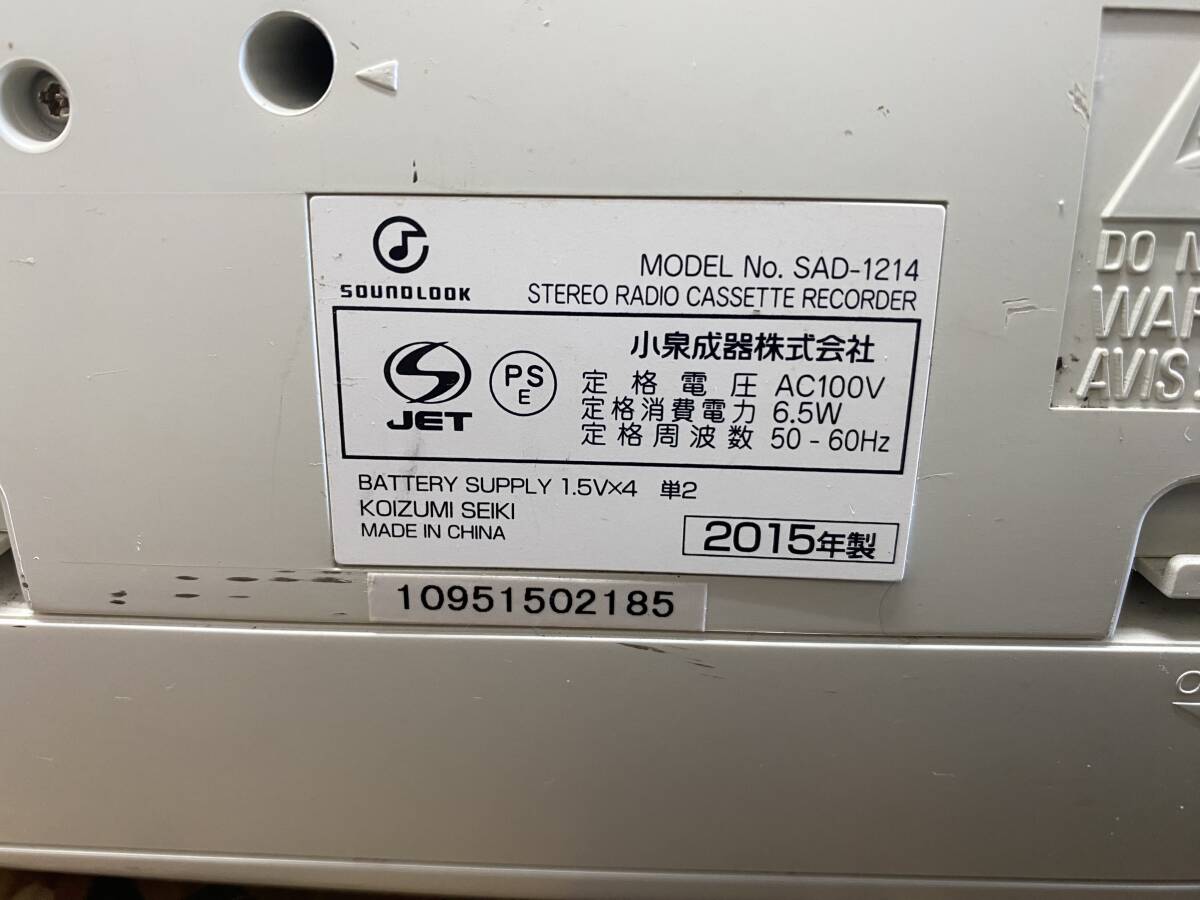 SOUNDLOOK
MODEL No. SAD-1214
STEREO RADIO CASSETTE RECORDER
JET
PS
E
小泉成器株式会社
定格電圧 AC100V
定格消費電力 6.5W
定格周波数 50-60Hz
BATTERY SUPPLY 1.5V×4 単2
KOIZUMI SEIKI
MADE IN CHINA
2015年製
10951502185
DO
AVIS